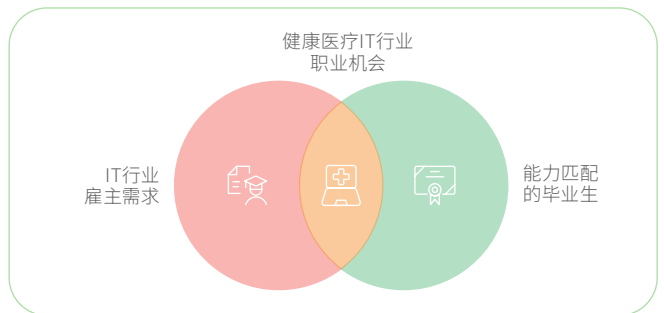 健康医疗IT行业
职业机会
IT行业
雇主需求
能力匹配
的毕业生